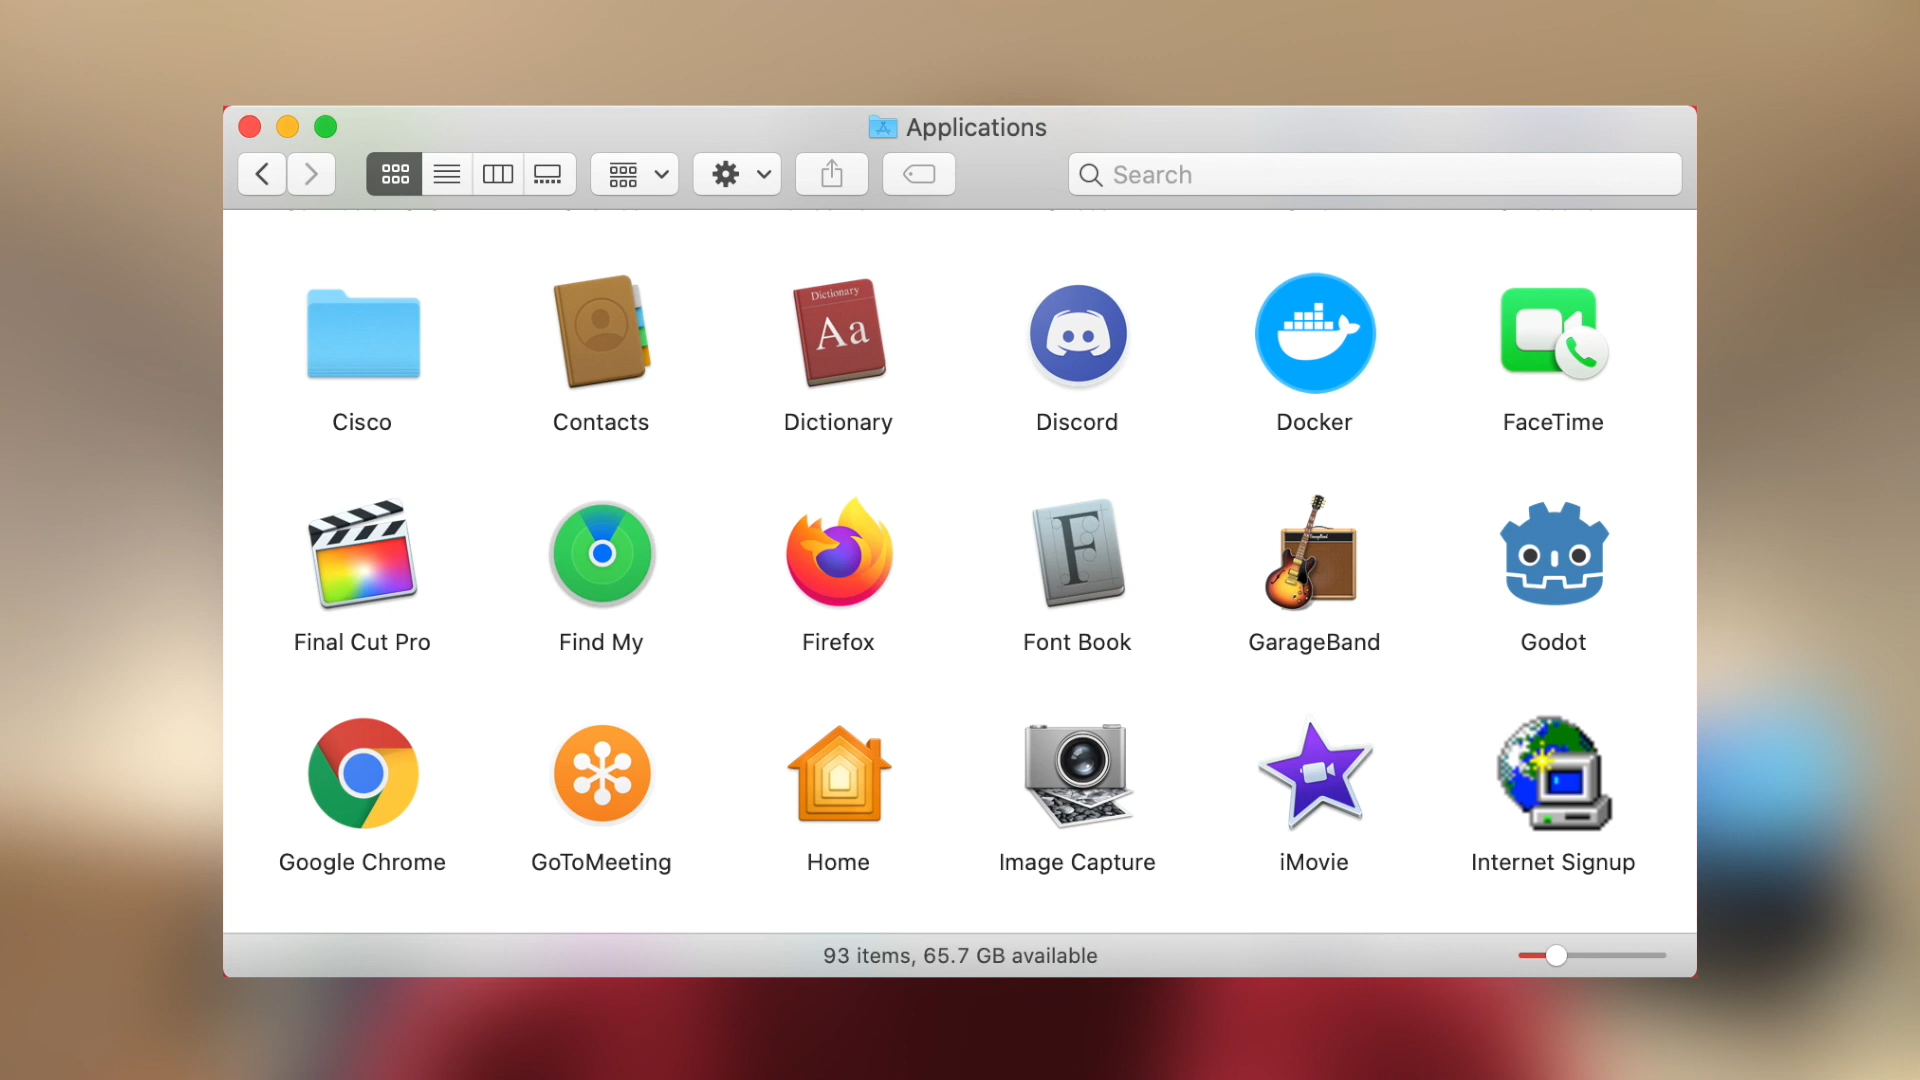 Applications
Search
Cisco
Contacts
Dictionary
Aa
Dictionary
Discord
Docker
FaceTime
Final Cut Pro
Find My
Firefox
F
Font Book
GarageBand
Godot
Google Chrome
GoToMeeting
Home
Image Capture
iMovie
Internet Signup
93 items, 65.7 GB available